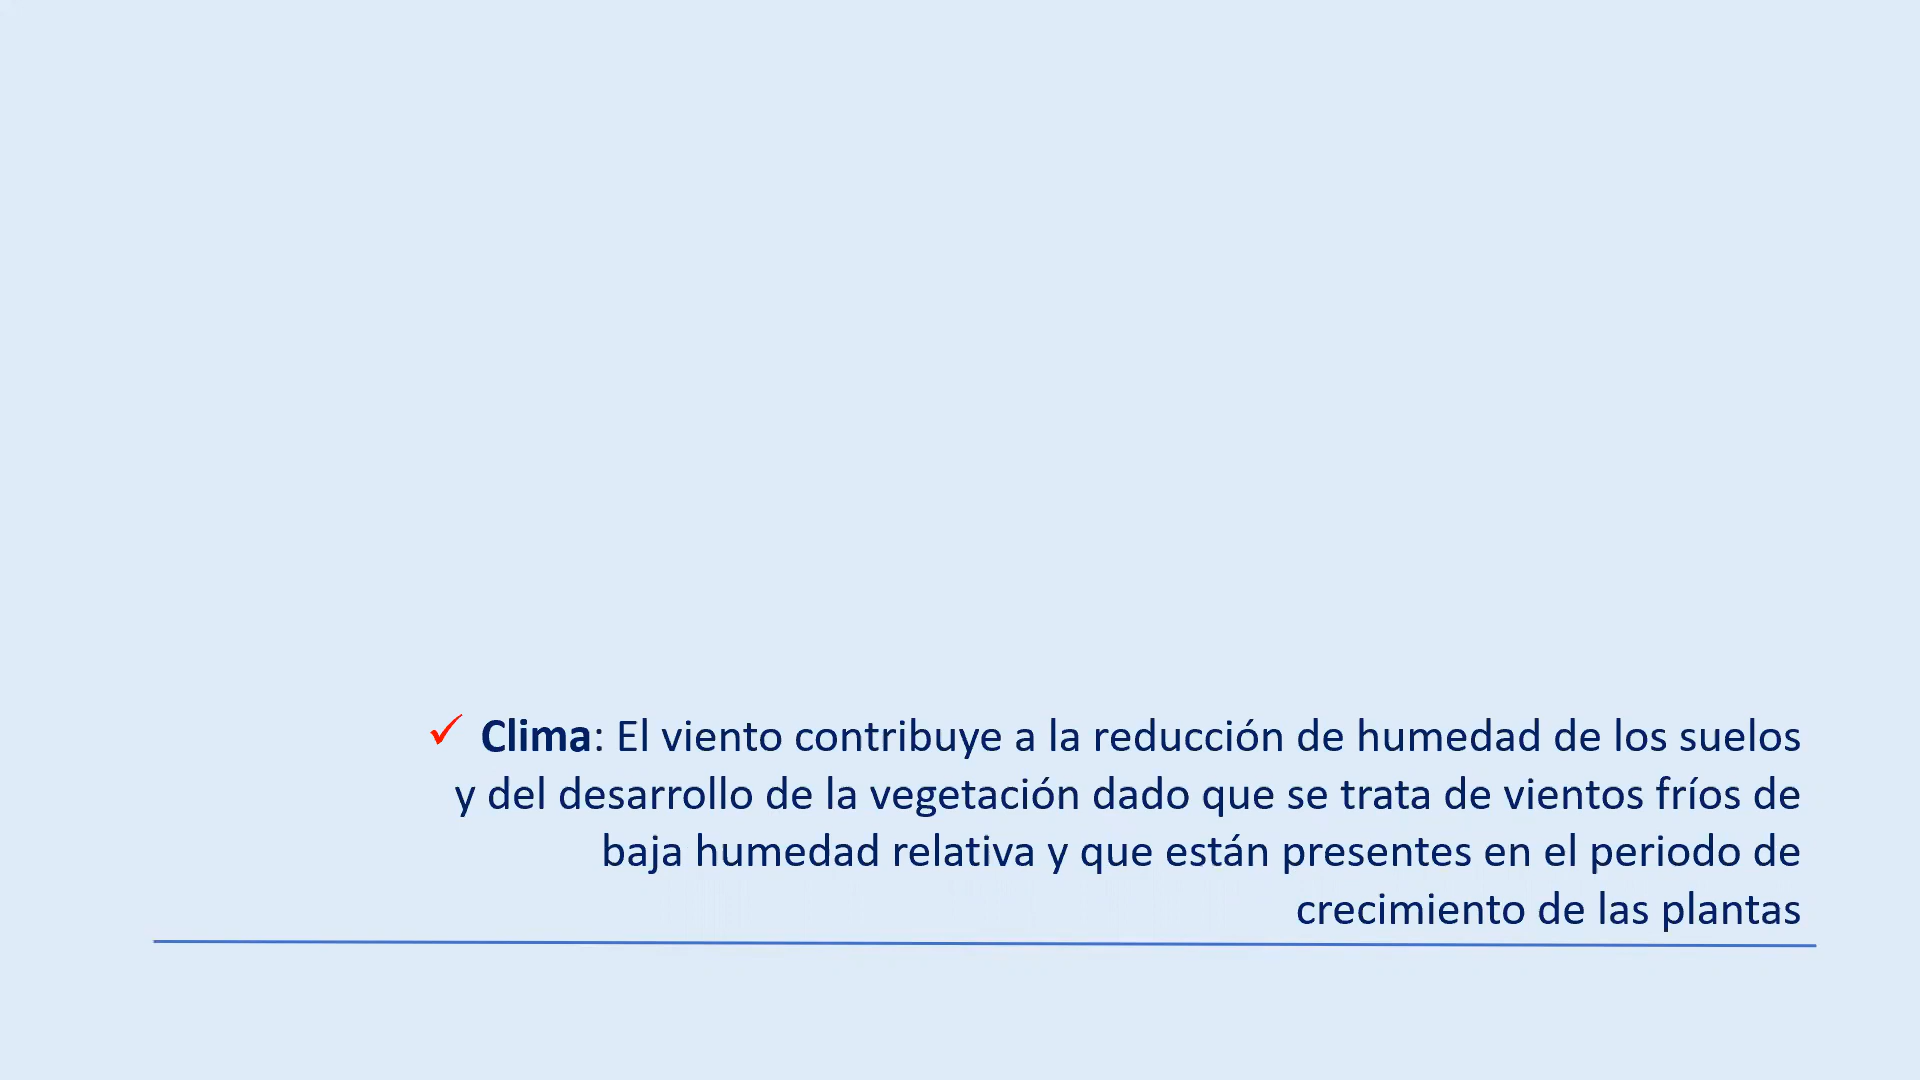 ✓ Clima: El viento contribuye a la reducción de humedad de los suelos
y del desarrollo de la vegetación dado que se trata de vientos fríos de
baja humedad relativa y que están presentes en el periodo de
crecimiento de las plantas